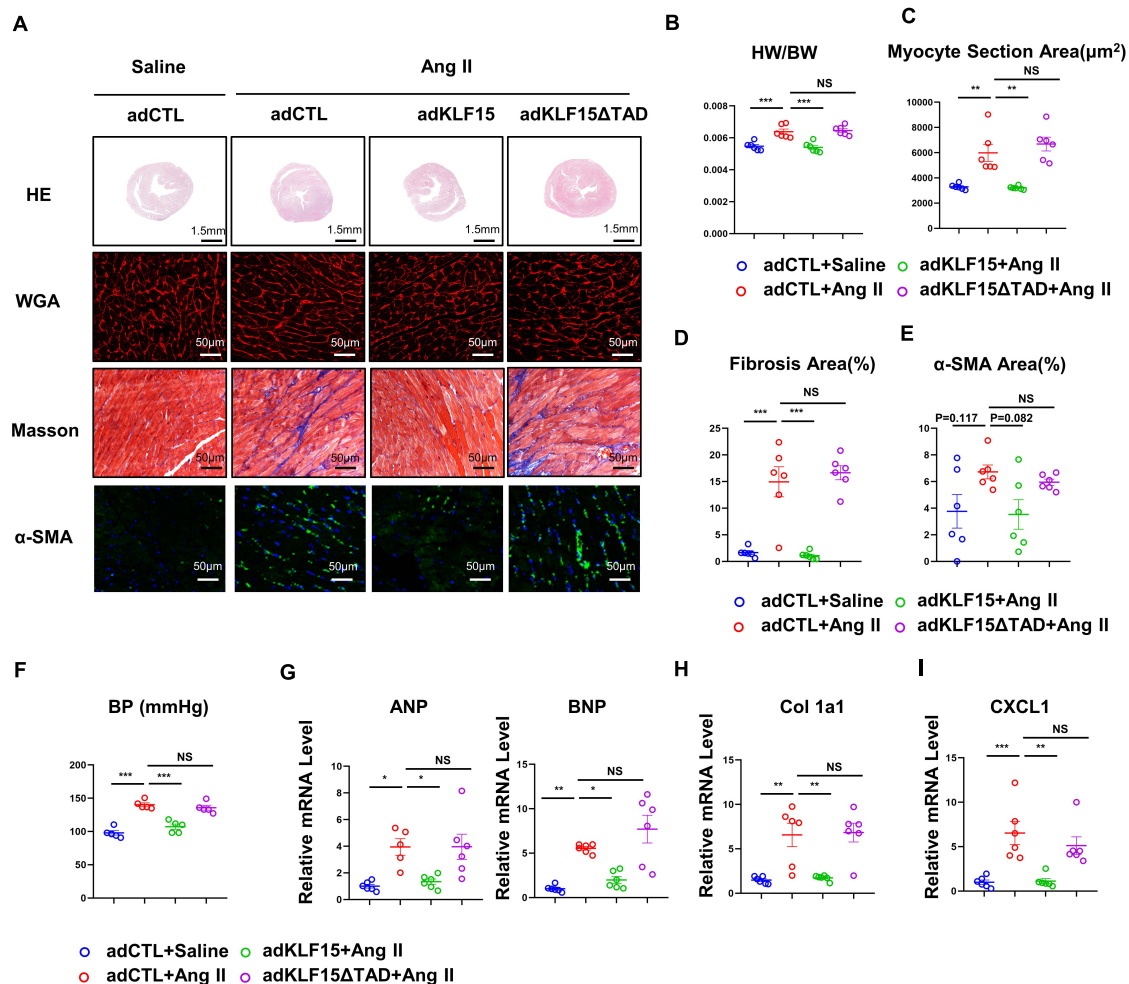 A
Saline
Ang II
adCTL
adCTL
adKLF15
adKLF15ΔTAD
HE
1.5mm
1.5mm
1.5mm
1.5mm
WGA
50μm
50μm
50μm
50μm
Masson
50μm
50μm
50μm
50μm
α-SMA
50μm
50μm
50μm
50μm
B
HW/BW
NS
***
***
0.008
0.006
0.004
0.002
0.000
C
Myocyte Section Area(μm²)
NS
**
**
10000
8000
6000
4000
2000
0
adCTL+Saline
adKLF15+Ang II
adCTL+Ang II
adKLF15ΔTAD+Ang II
D
Fibrosis Area(%)
NS
***
***
25
20
15
10
5
0
E
α-SMA Area(%)
NS
P=0.117
P=0.082
10
8
6
4
2
0
adCTL+Saline
adKLF15+Ang II
adCTL+Ang II
adKLF15ΔTAD+Ang II
F
BP (mmHg)
NS
***
***
200
150
100
50
0
G
ANP
Relative mRNA Level
NS
*
*
10
8
6
4
2
0
BNP
Relative mRNA Level
NS
**
*
15
10
5
0
H
Col 1a1
Relative mRNA Level
NS
**
**
15
10
5
0
I
CXCL1
Relative mRNA Level
NS
***
**
15
10
5
0
adCTL+Saline
adKLF15+Ang II
adCTL+Ang II
adKLF15ΔTAD+Ang II